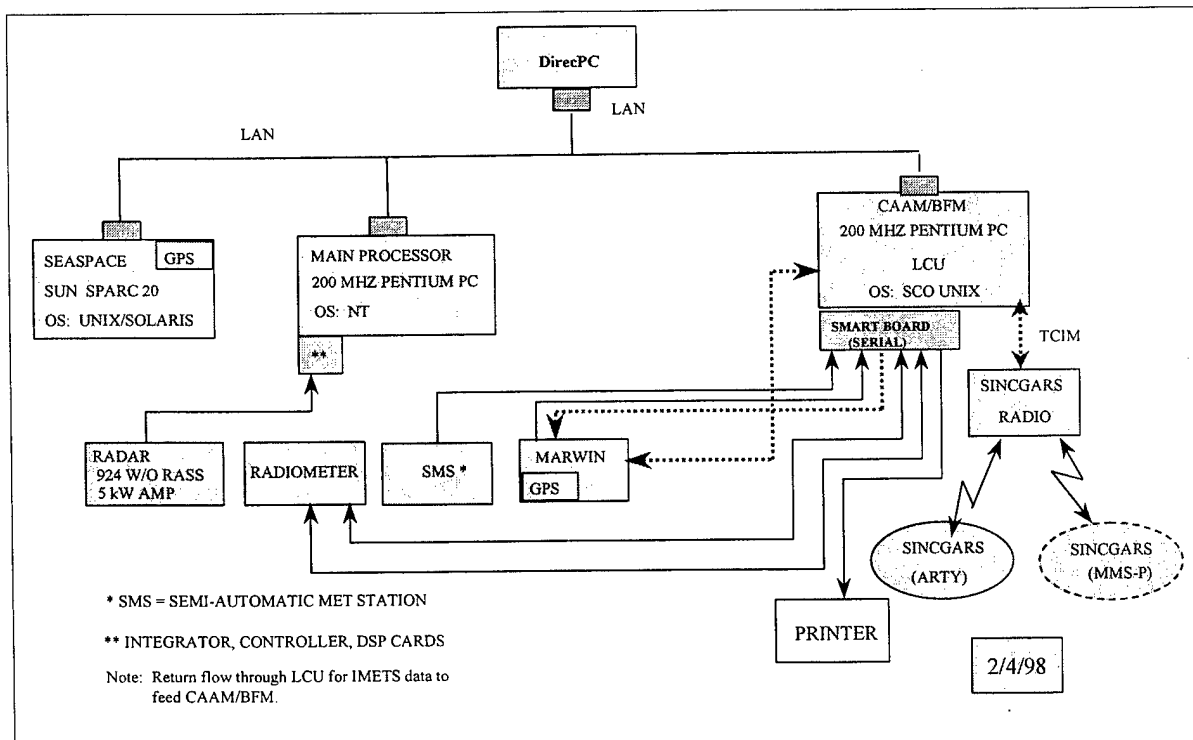 DirecPC
LAN
LAN
SEASPACE
GPS
SUN SPARC 20
OS: UNIX/SOLARIS
MAIN PROCESSOR
200 MHZ PENTIUM PC
OS: NT
**
CAAM/BFM
200 MHZ PENTIUM PC
LCU
OS: SCO UNIX
SMART BOARD
(SERIAL)
TCIM
SINCGARS
RADIO
RADAR
924 W/O RASS
5 kW AMP
RADIOMETER
SMS *
MARWIN
GPS
SINCGARS
(ARTY)
SINCGARS
(MMS-P)
PRINTER
2/4/98
* SMS = SEMI-AUTOMATIC MET STATION
** INTEGRATOR, CONTROLLER, DSP CARDS
Note: Return flow through LCU for IMETS data to
feed CAAM/BFM.